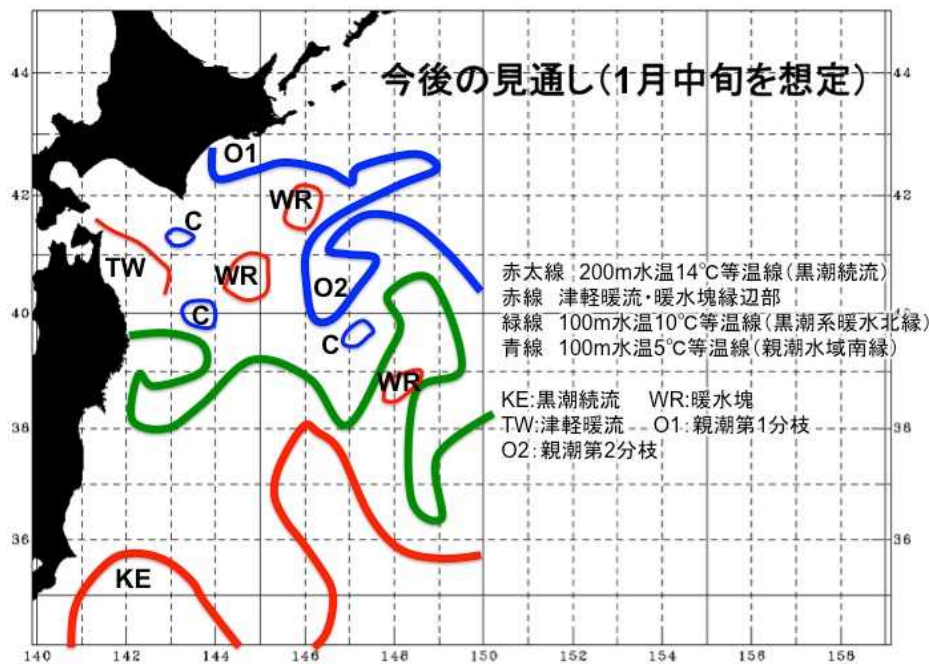 今後の見通し(1月中旬を想定)
44
44
O1
42
WR
42
C
TW
WR
O2
赤太線 200m水温14℃等温線(黒潮続流)
赤線 津軽暖流・暖水塊縁辺部
40
C
C
40
緑線 100m水温10℃等温線(黒潮系暖水北縁)
青線 100m水温5℃等温線(親潮水域南縁)
WR
KE:黒潮続流 WR:暖水塊
38
TW:津軽暖流 O1:親潮第1分枝
38
O2:親潮第2分枝
36
36
KE
140 142 144 146 148 150 152 154 156 158